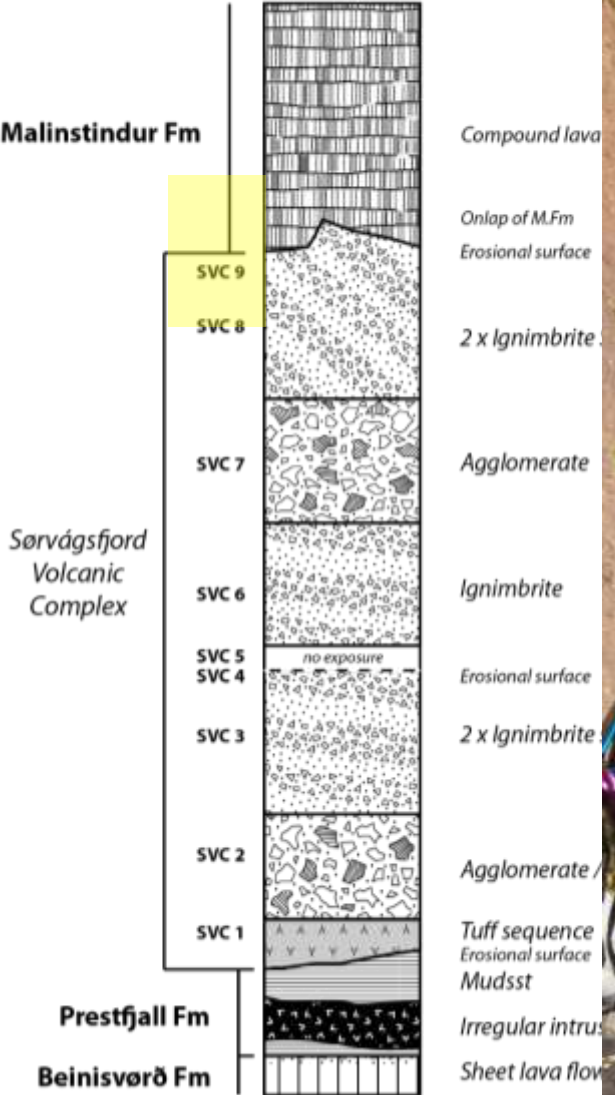 Malinstindur Fm
Compound lava
Onlap of M.Fm
Erosional surface
SVC 9
SVC 8
2 x Ignimbrite
SVC 7
Agglomerate
Sørvágsfjord
Volcanic
Complex
SVC 6
Ignimbrite
SVC 5
no exposure
SVC 4
Erosional surface
SVC 3
2 x Ignimbrite
SVC 2
Agglomerate /
SVC 1
Tuff sequence
Erosional surface
Mudsst
Prestfjall Fm
Irregular
Sheet lava
Beinisvørð Fm